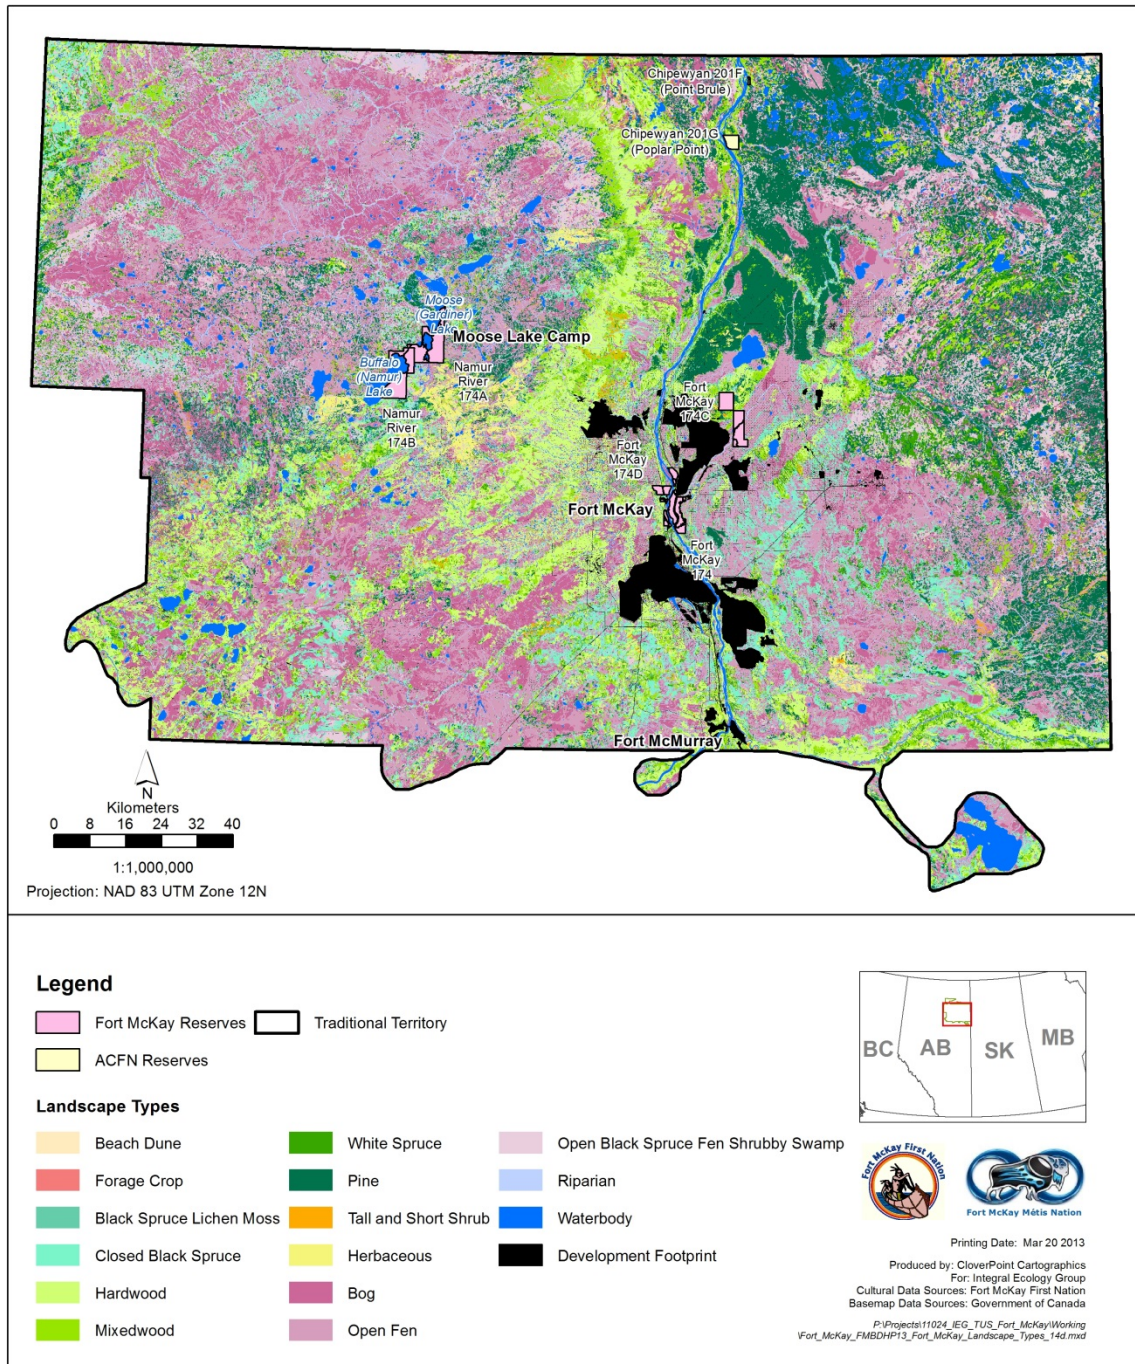 Chipewyan 201F
(Point Brule)
Chipewyan 201G
(Poplar Point)
Moose
(Gardiner)
Lake
Moose Lake Camp
Buffalo
(Namur)
Lake
Namur
River
174A
Namur
River
174B
Fort
McKay
174C
Fort
McKay
174D
Fort McKay
Fort
McKay
174
Fort McMurray
N
Kilometers
0 8 16 24 32 40
1:1,000,000
Projection: NAD 83 UTM Zone 12N
Legend
Fort McKay Reserves
Traditional Territory
ACFN Reserves
Landscape Types
Beach Dune
Forage Crop
Black Spruce Lichen Moss
Closed Black Spruce
Hardwood
Mixedwood
White Spruce
Pine
Tall and Short Shrub
Herbaceous
Bog
Open Fen
Open Black Spruce Fen Shrubby Swamp
Riparian
Waterbody
Development Footprint
BC
AB
SK
MB
Fort McKay First Nation
Fort McKay Métis Nation
Printing Date: Mar 20 2013
Produced by: CloverPoint Cartographics
For: Integral Ecology Group
Cultural Data Sources: Fort McKay First Nation
Basemap Data Sources: Government of Canada
P:\Projects\11024_IEG_TUS_Fort_McKay\Working
\Fort_McKay_FMBDHP13_Fort_McKay_Landscape_Types_14d.mxd